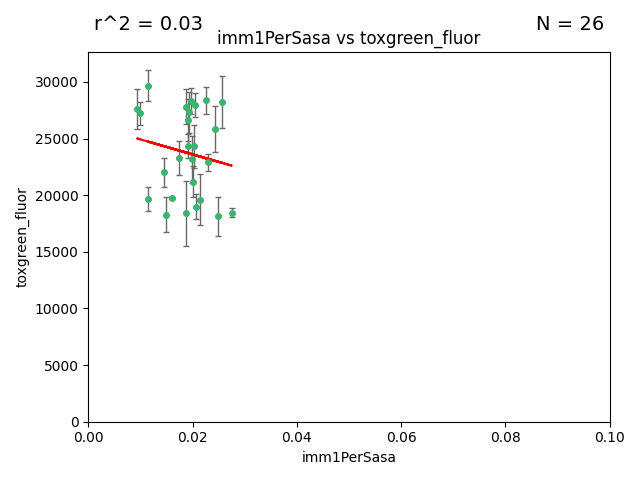 r^2 = 0.03
N = 26
imm1PerSasa vs toxgreen_fluor
30000
25000
20000
15000
10000
5000
0
toxgreen_fluor
0.00 0.02 0.04 0.06 0.08 0.10
imm1PerSasa